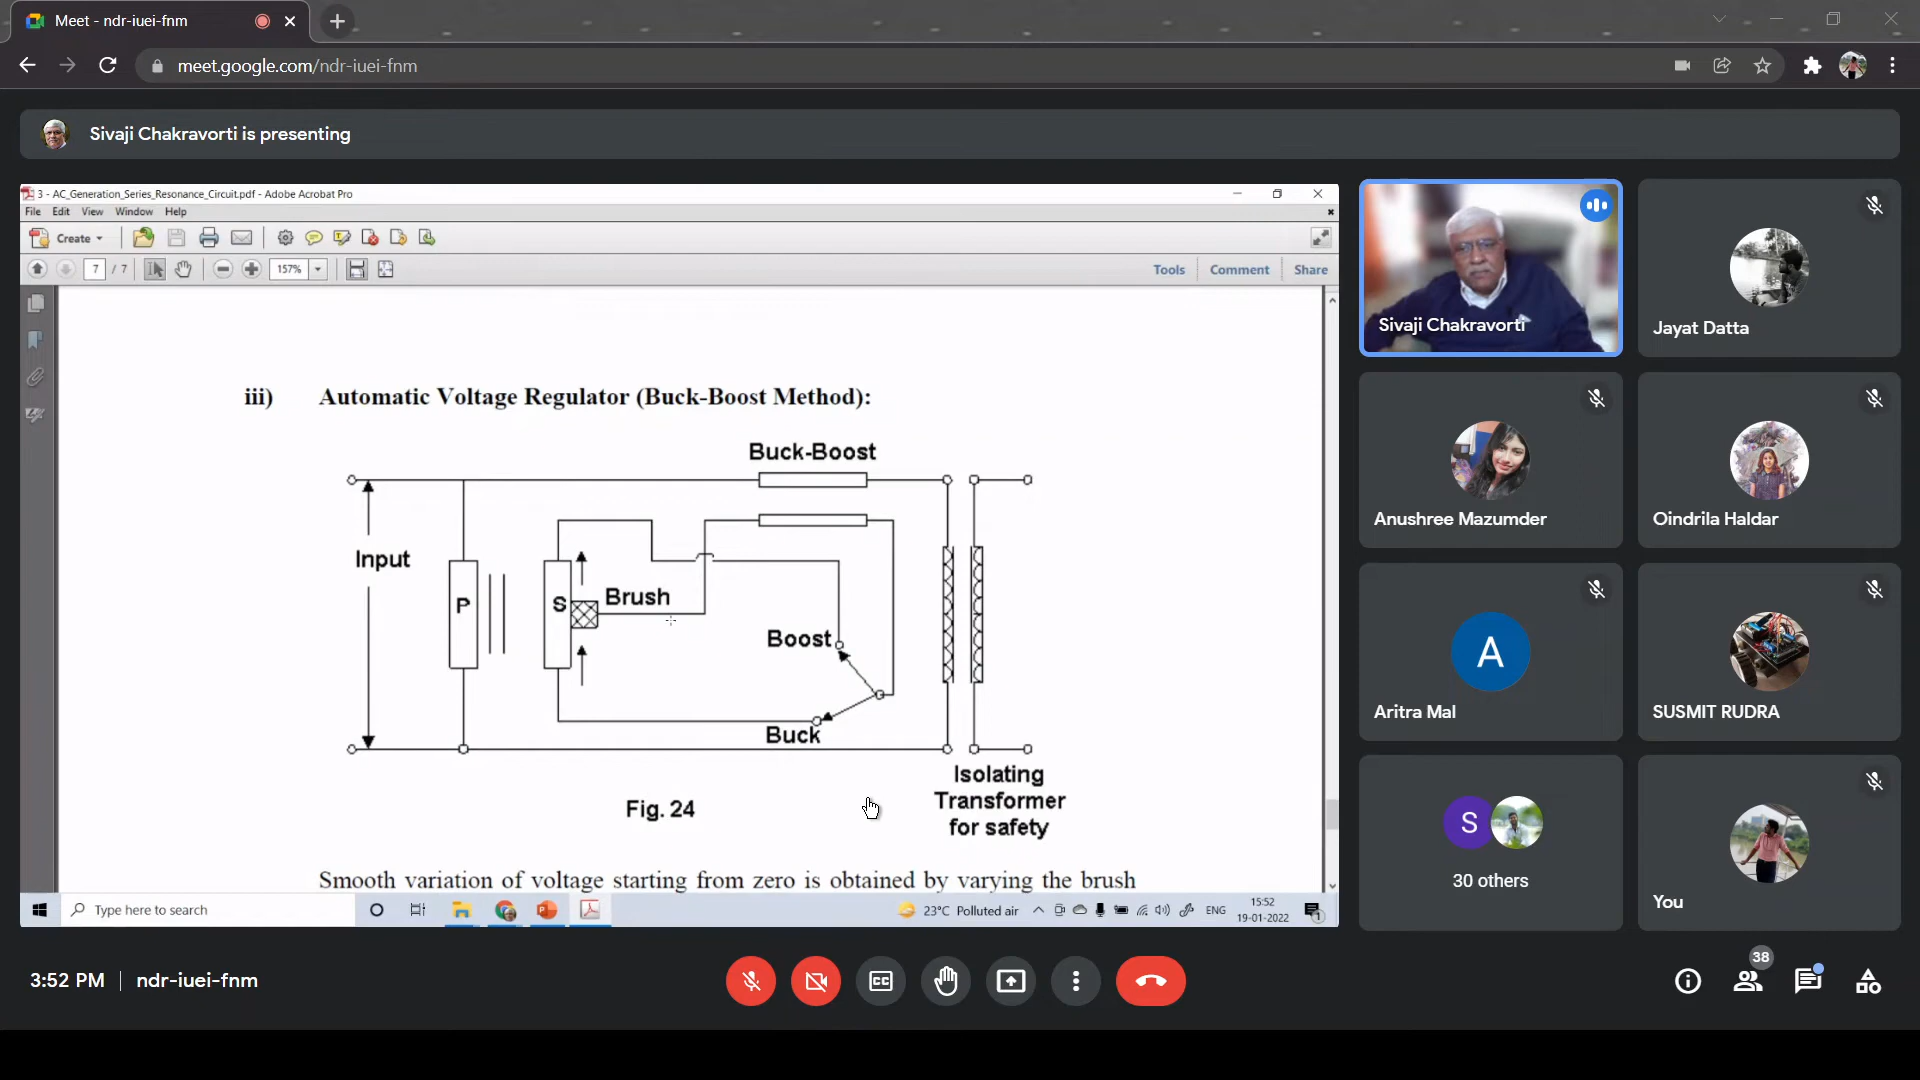 Meet - ndr-iuei-fnm
meet.google.com/ndr-iuei-fnm
Sivaji Chakravorti is presenting
3 - AC_Generation_Series_Resonance_Circuit.pdf - Adobe Acrobat Pro
File Edit View Window Help
Create
7 / 7 157% Tools Comment Share
iii) Automatic Voltage Regulator (Buck-Boost Method):
Buck-Boost
Input
P
S
Brush
Boost
Buck
Isolating
Transformer
for safety
Fig. 24
Smooth variation of voltage starting from zero is obtained by varying the brush
Type here to search
23°C Polluted air
ENG
15:52
19-01-2022
1
Sivaji Chakravorti
Jayat Datta
Anushree Mazumder
Oindrila Haldar
A
Aritra Mal
SUSMIT RUDRA
S
30 others
You
3:52 PM | ndr-iuei-fnm
CC
38